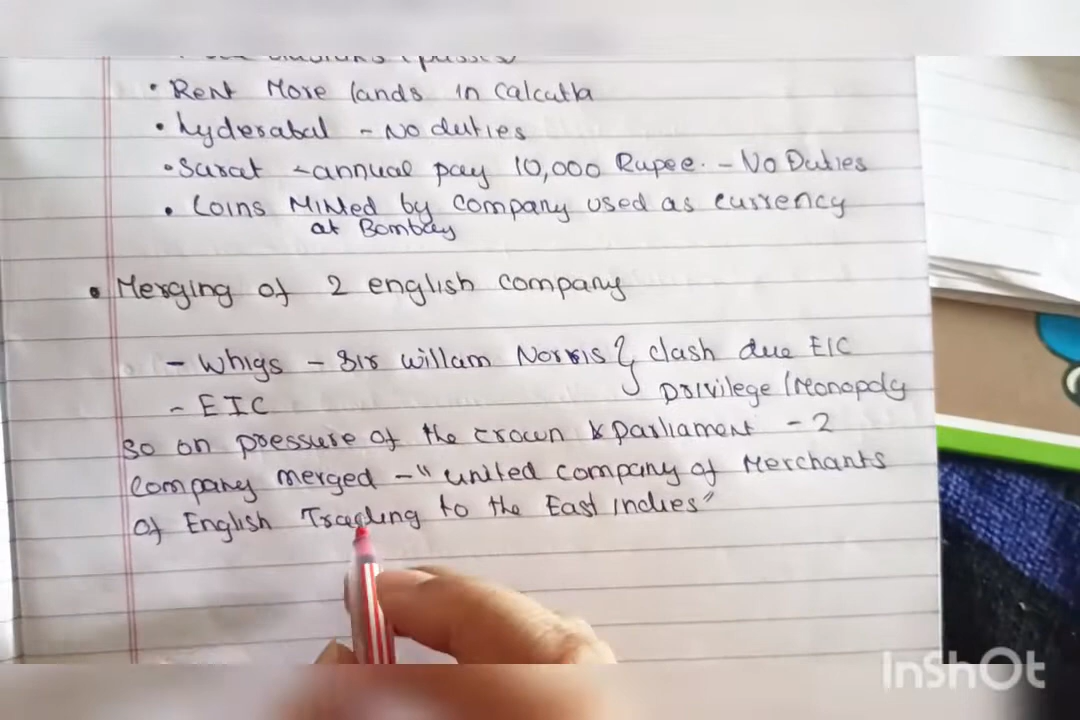 • Rent More lands in Calcutta
• hyderabal - No duties
• Surat - annual pay 10,000 Rupee. - No Duties
• Coins Minted by Company used as currency
at Bombay
• Merging of 2 english company
- Whigs - Sir Willam Norris } clash due EIC
- EIC Privilege / Monopoly
so on pressure of the crown & parliament - 2
Company merged - "United company of Merchants
Of English Trading to the East Indies"
InShOt